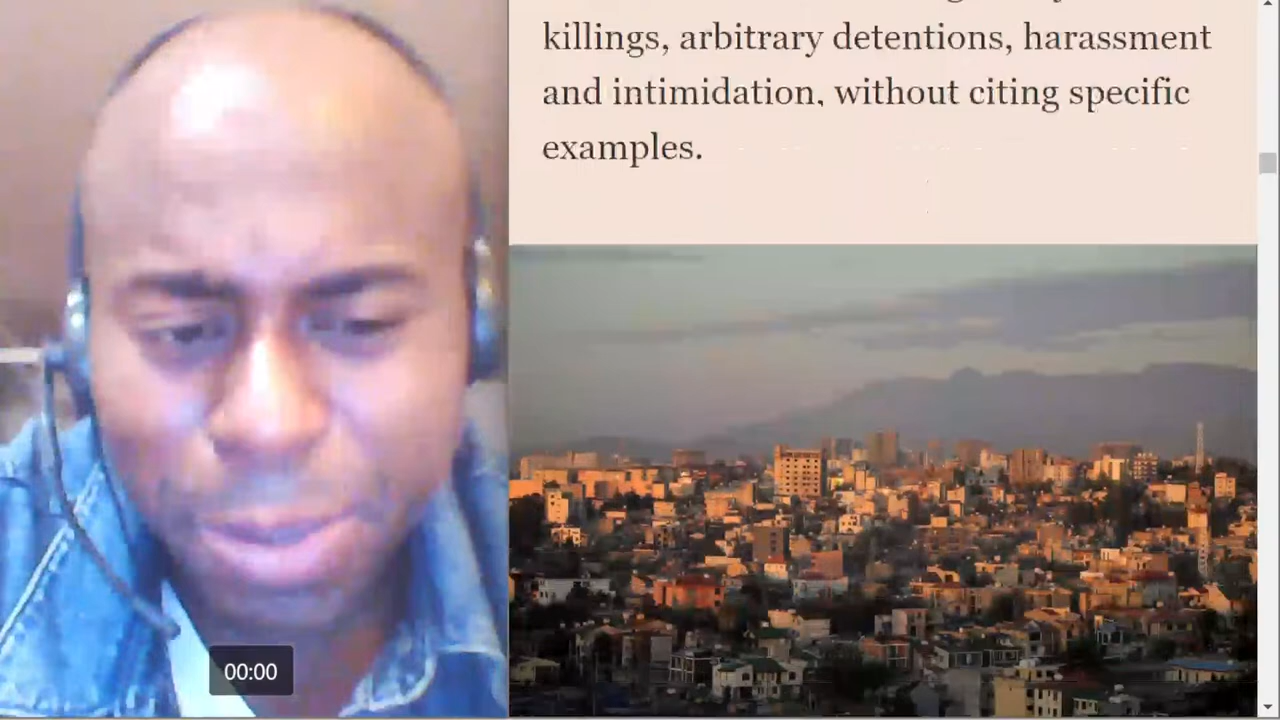 killings, arbitrary detentions, harassment
and intimidation, without citing specific
examples.
00:00